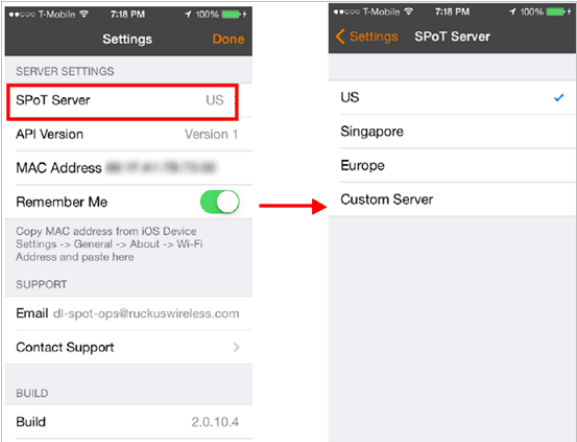 T-Mobile 7:18 PM 100%
Settings Done
SERVER SETTINGS
SPoT Server US
API Version Version 1
MAC Address
Remember Me
Copy MAC address from iOS Device
Settings -> General -> About -> Wi-Fi
Address and paste here
SUPPORT
Email dl-spot-ops@ruckuswireless.com
Contact Support
BUILD
Build 2.0.10.4
T-Mobile 7:18 PM 100%
Settings SPoT Server
US
Singapore
Europe
Custom Server